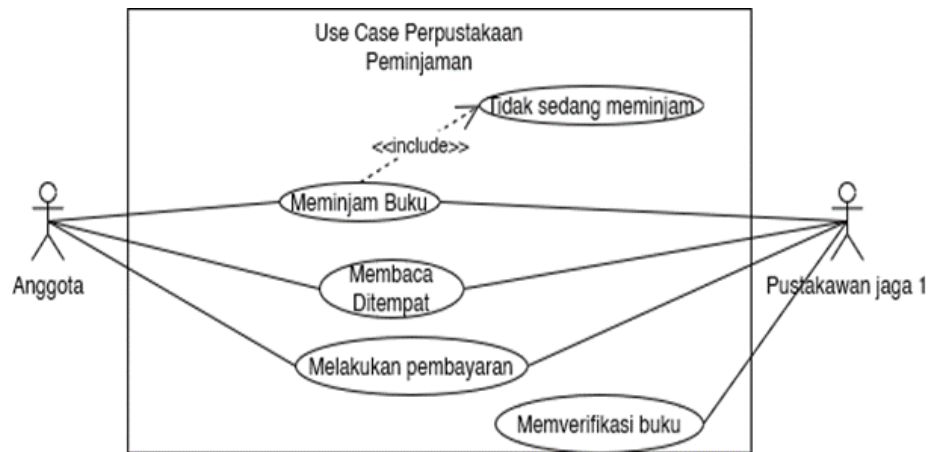 Use Case Perpustakaan
Peminjaman
Tidak sedang meminjam
<<include>>
Meminjam Buku
Anggota
Membaca
Ditempat
Pustakawan jaga 1
Melakukan pembayaran
Memverifikasi buku